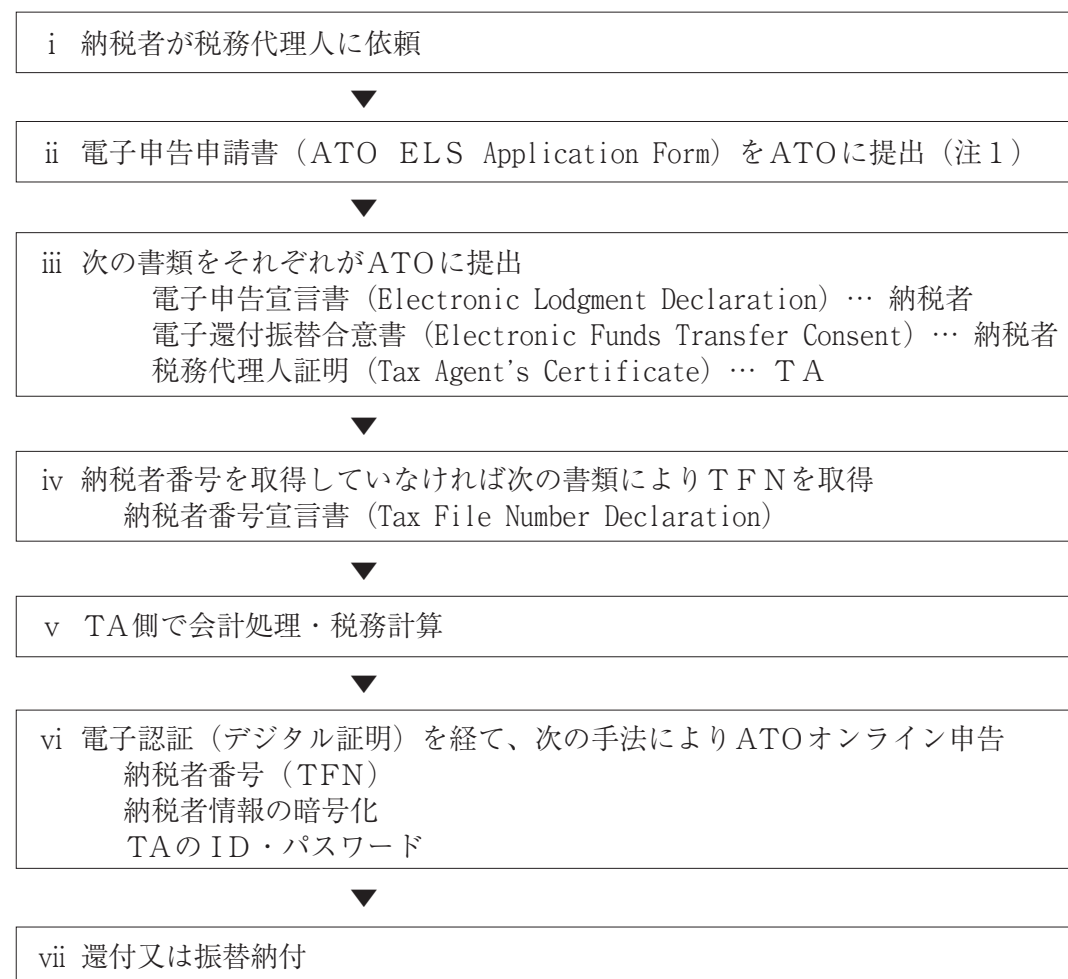 ⅰ 納税者が税務代理人に依頼
▼
ⅱ 電子申告申請書（ATO ELS Application Form）をATOに提出（注１）
▼
ⅲ 次の書類をそれぞれがATOに提出
電子申告宣言書（Electronic Lodgment Declaration）… 納税者
電子還付振替合意書（Electronic Funds Transfer Consent）… 納税者
税務代理人証明（Tax Agent's Certificate）… ＴＡ
▼
ⅳ 納税者番号を取得していなければ次の書類によりＴＦＮを取得
納税者番号宣言書（Tax File Number Declaration）
▼
ⅴ TA側で会計処理・税務計算
▼
ⅵ 電子認証（デジタル証明）を経て、次の手法によりATOオンライン申告
納税者番号（TFN）
納税者情報の暗号化
TAのID・パスワード
▼
ⅶ 還付又は振替納付